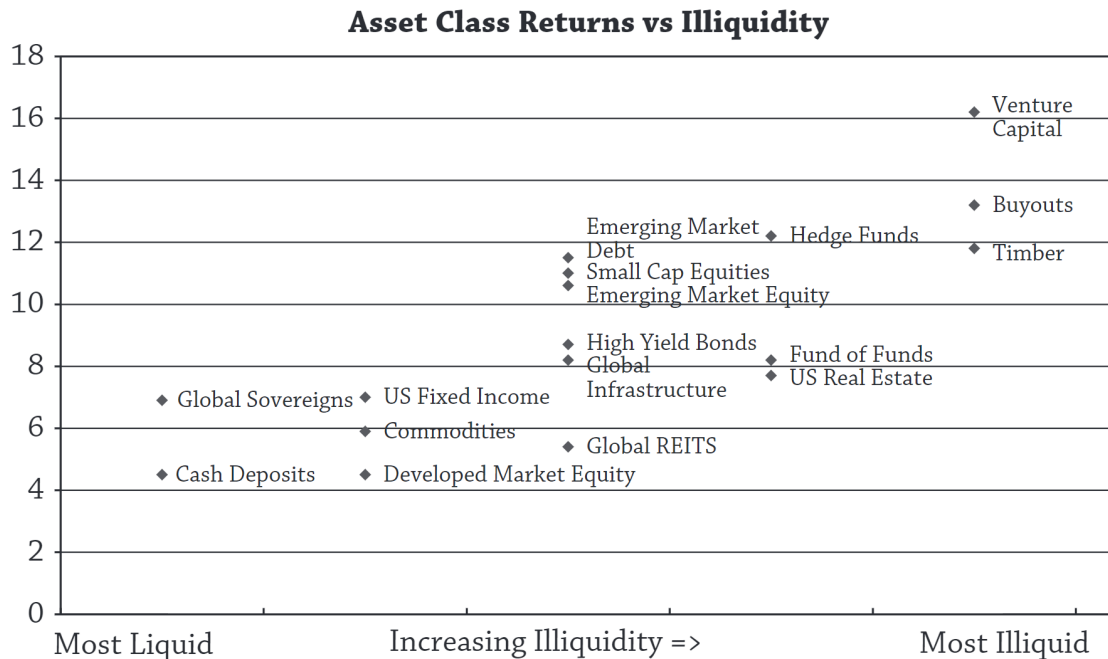 Asset Class Returns vs Illiquidity
18
16
14
12
10
8
6
4
2
0
Venture
Capital
Buyouts
Timber
Emerging Market
Debt
Hedge Funds
Small Cap Equities
Emerging Market Equity
High Yield Bonds
Global
Infrastructure
Fund of Funds
US Real Estate
Global Sovereigns
US Fixed Income
Commodities
Global REITS
Cash Deposits
Developed Market Equity
Most Liquid
Increasing Illiquidity =>
Most Illiquid